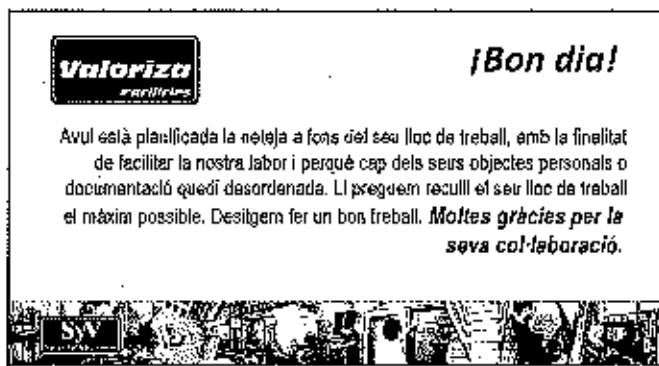 Valoriza
Facilities
¡Bon dia!
Avui està planificada la neteja a fons del seu lloc de treball, amb la finalitat
de facilitar la nostra labor i perquè cap dels seus objectes personals o
documentació quedi desordenada. Li preguem reculli el seu lloc de treball
el màxim possible. Desitgem fer un bon treball. Moltes gràcies per la
seva col·laboració.
SyV